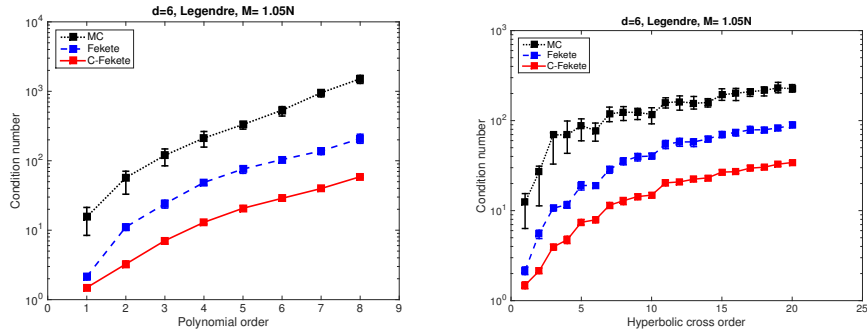 d=6, Legendre, M= 1.05N
MC
Fekete
C-Fekete
Condition number
10^3
10^2
10^1
10^0
0 1 2 3 4 5 6 7 8 9
Polynomial order
d=6, Legendre, M= 1.05N
MC
Fekete
C-Fekete
Condition number
10^3
10^2
10^1
10^0
0 5 10 15 20 25
Hyperbolic cross order